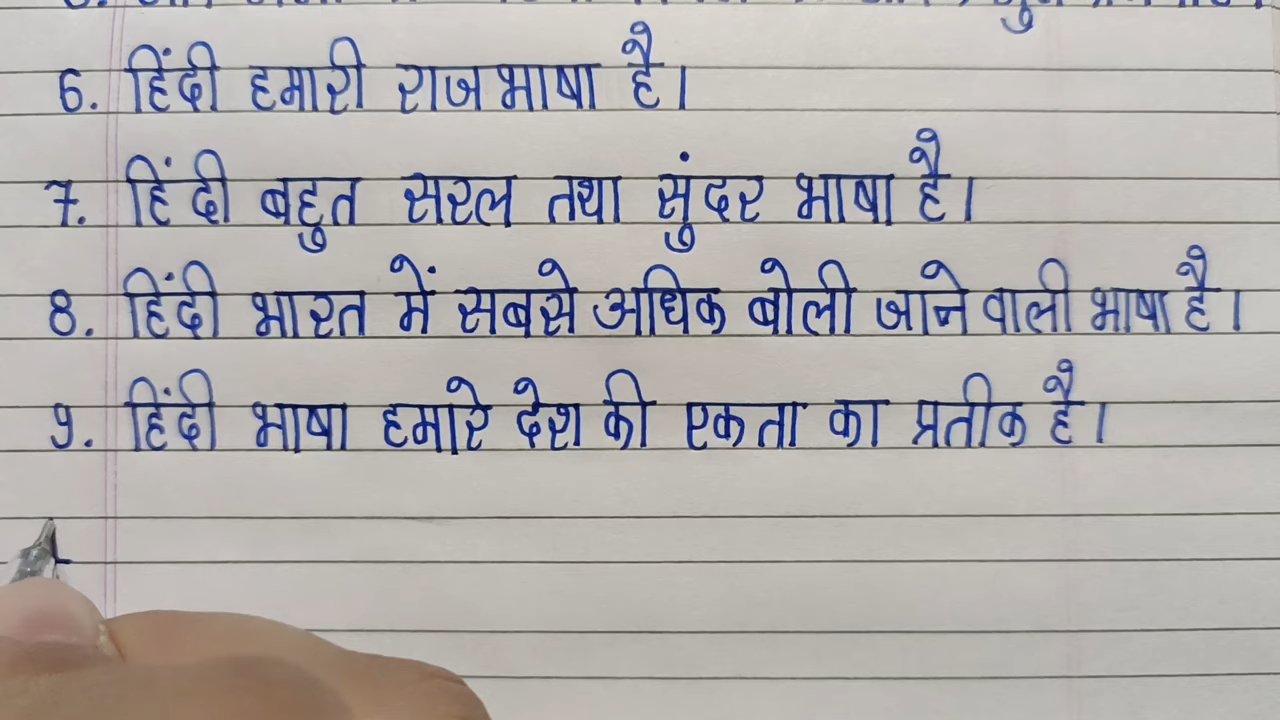 6. हिंदी हमारी राजभाषा है।
7. हिंदी बहुत सरल तथा सुंदर भाषा है।
8. हिंदी भारत में सबसे अधिक बोली जाने वाली भाषा है।
9. हिंदी भाषा हमारे देश की एकता का प्रतीक है।